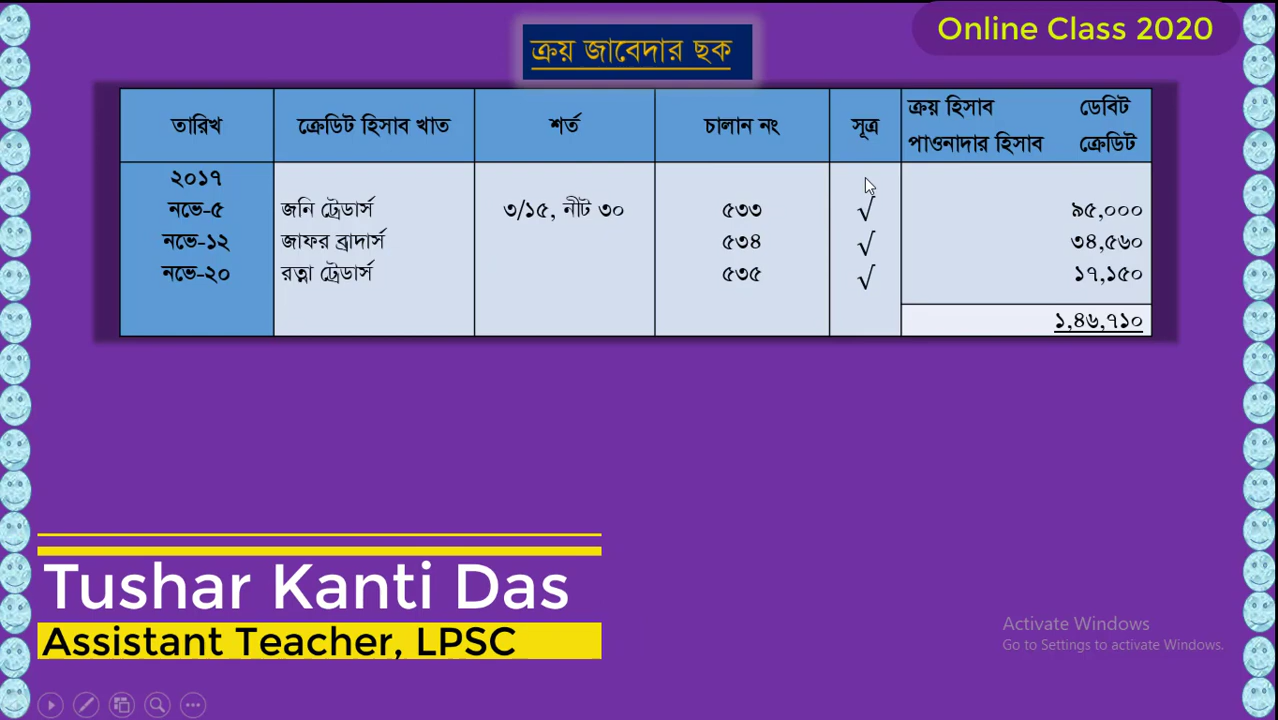 Online Class 2020
ক্রয় জাবেদার ছক
তারিখ ক্রেডিট হিসাব খাত শর্ত চালান নং সূত্র ক্রয় হিসাব ডেবিট
পাওনাদার হিসাব ক্রেডিট
২০১৭
নভে-৫ জনি ট্রেডার্স ৩/১৫, নীট ৩০ ৫৩৩ √ ৯৫,০০০
নভে-১২ জাফর ব্রাদার্স ৫৩৪ √ ৩৪,৫৬০
নভে-২০ রত্না ট্রেডার্স ৫৩৫ √ ১৭,১৫০
১,৪৬,৭১০
Tushar Kanti Das
Assistant Teacher, LPSC
Activate Windows
Go to Settings to activate Windows.